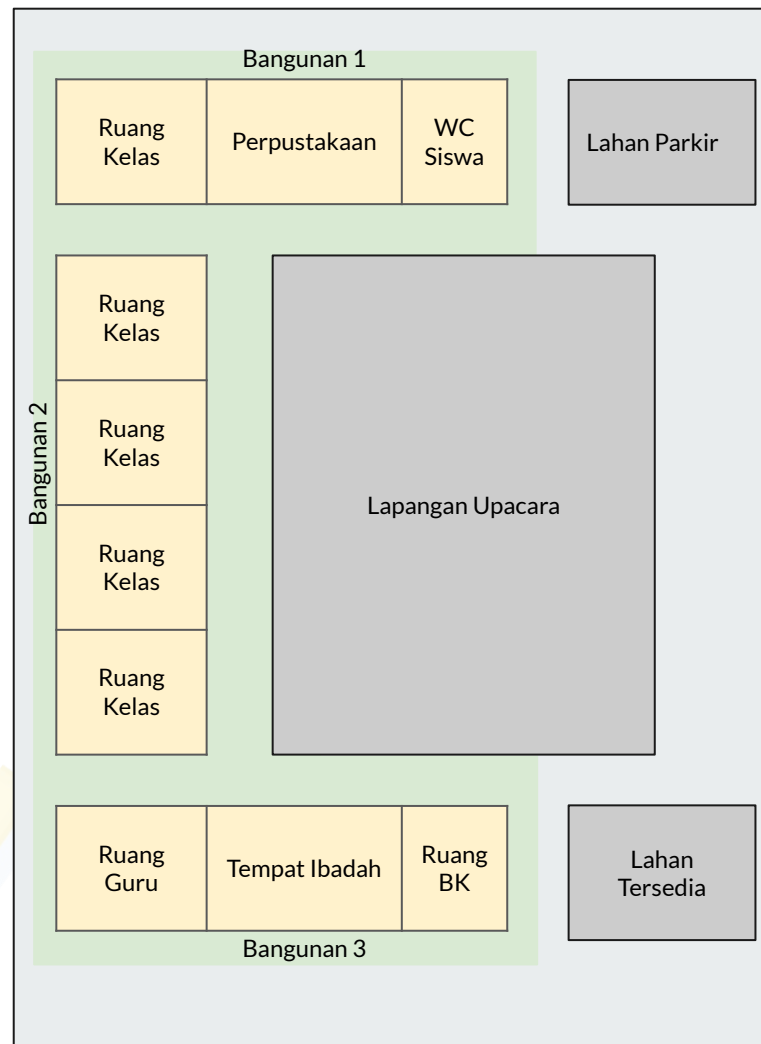 Bangunan 1
Ruang
Kelas
Perpustakaan
WC
Siswa
Lahan Parkir
Bangunan 2
Ruang
Kelas
Ruang
Kelas
Ruang
Kelas
Ruang
Kelas
Lapangan Upacara
Ruang
Guru
Tempat Ibadah
Ruang
BK
Lahan
Tersedia
Bangunan 3